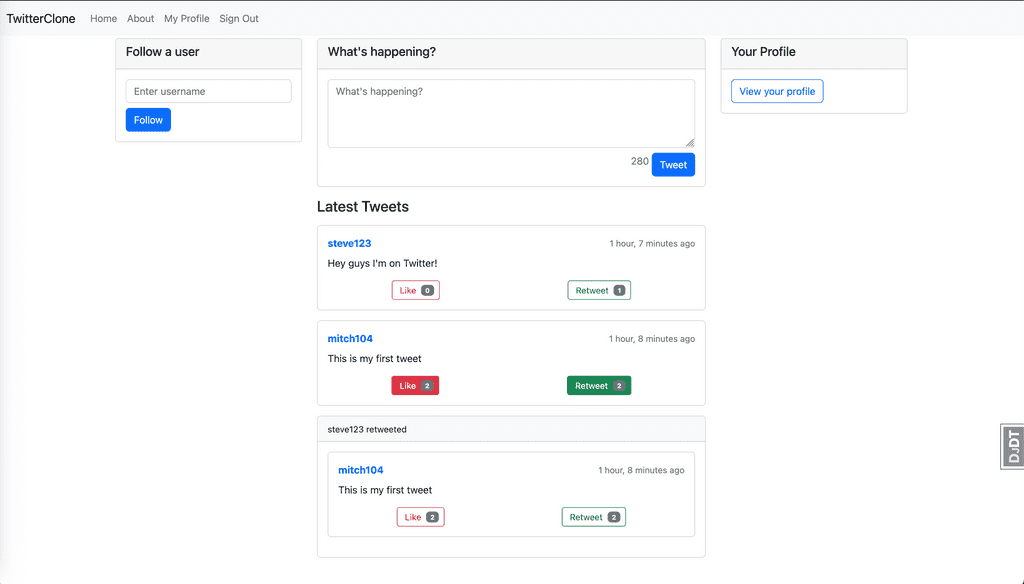 TwitterClone Home About My Profile Sign Out
Follow a user
Enter username
Follow
What's happening?
What's happening?
280 Tweet
Your Profile
View your profile
Latest Tweets
steve123 1 hour, 7 minutes ago
Hey guys I'm on Twitter!
Like 0 Retweet 1
mitch104 1 hour, 8 minutes ago
This is my first tweet
Like 2 Retweet 2
steve123 retweeted
mitch104 1 hour, 8 minutes ago
This is my first tweet
Like 2 Retweet 2
DJDT